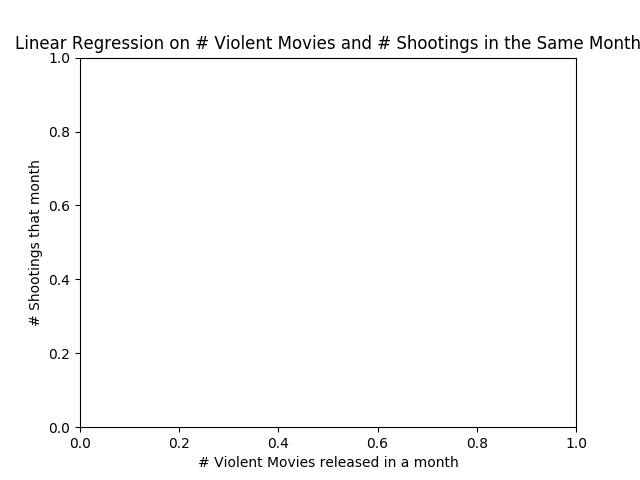 Linear Regression on # Violent Movies and # Shootings in the Same Month
1.0
0.8
0.6
0.4
0.2
0.0
# Shootings that month
0.0 0.2 0.4 0.6 0.8 1.0
# Violent Movies released in a month